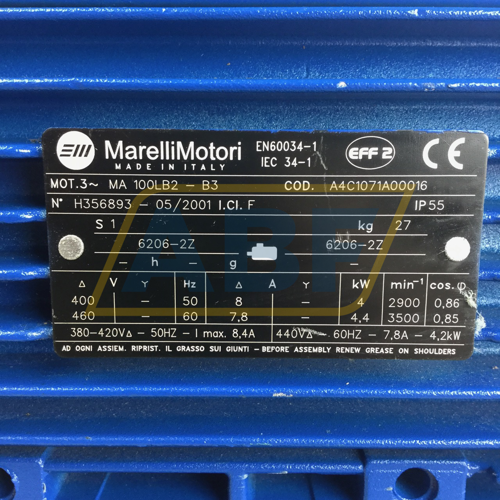 EM MarelliMotori
MADE IN ITALY
EN60034-1
IEC 34-1
EFF 2
CE
MOT.3~ MA 100LB2 - B3 COD. A4C1071A00016
N° H356893 - 05/2001 I.Cl. F IP 55
S 1 kg 27
6206-2Z 6206-2Z
- h - g -
Δ V Y Hz Δ A Y kW min⁻¹ cos.φ
400 - 50 8 - 4 2900 0,86
460 - 60 7,8 - 4,4 3500 0,85
380-420VΔ - 50HZ - I max. 8,4A 440VΔ - 60HZ - 7,8A - 4,2kW
AD OGNI ASSIEM. RIPRIST. IL GRASSO SUI GIUNTI - BEFORE ASSEMBLY RENEW GREASE ON SHOULDERS
ABF